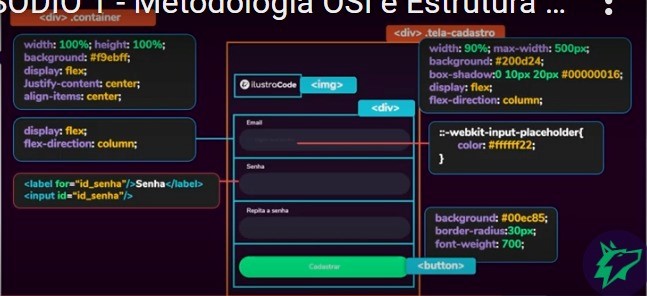 SÓDIO 1 - Metodologia OSI e Estrutura ...
<div> .container
<div> .tela-cadastro
width: 100%; height: 100%;
background: #f9ebff;
display: flex;
Justify-content: center;
align-items: center;
width: 90%; max-width: 500px;
background: #200d24;
box-shadow:0 10px 20px #00000016;
display: flex;
flex-direction: column;
ilustraCode
<img>
<div>
display: flex;
flex-direction: column;
Email
::-webkit-input-placeholder{
color: #ffffff22;
}
<label for="id_senha"/>Senha</label>
<input id="id_senha"/>
Senha
Repita a senha
background: #00ec85;
border-radius:30px;
font-weight: 700;
Cadastrar
<button>